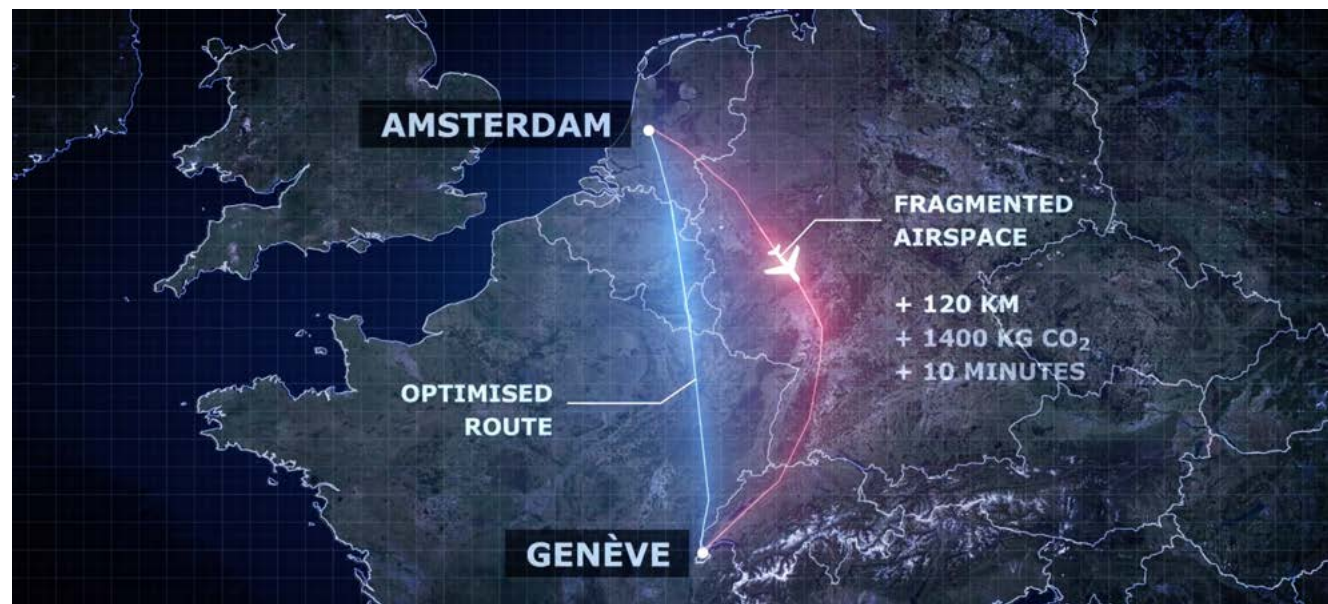 AMSTERDAM
FRAGMENTED
AIRSPACE
+ 120 KM
+ 1400 KG CO₂
+ 10 MINUTES
OPTIMISED
ROUTE
GENÈVE